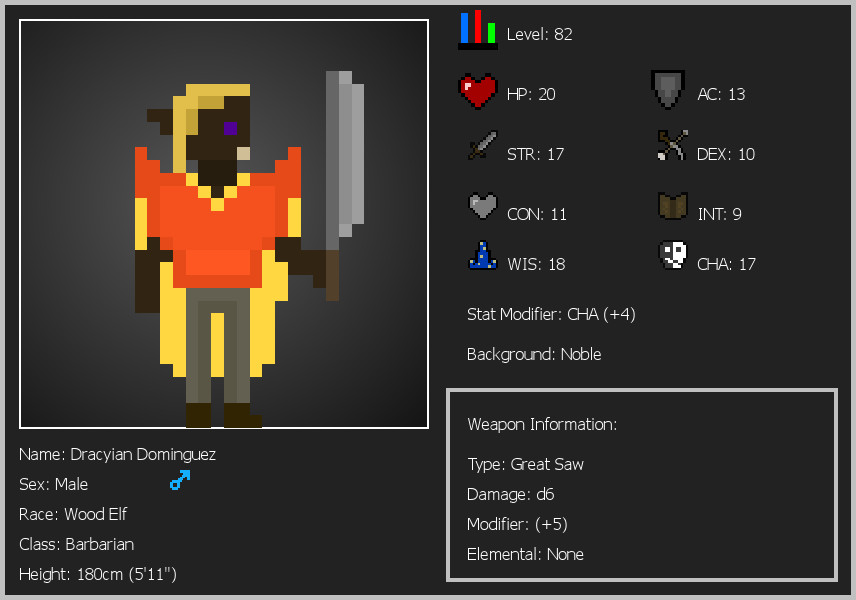 Level: 82
HP: 20
AC: 13
STR: 17
DEX: 10
CON: 11
INT: 9
WIS: 18
CHA: 17
Stat Modifier: CHA (+4)
Background: Noble
Weapon Information:
Type: Great Saw
Damage: d6
Modifier: (+5)
Elemental: None
Name: Dracyian Dominguez
Sex: Male
Race: Wood Elf
Class: Barbarian
Height: 180cm (5'11")